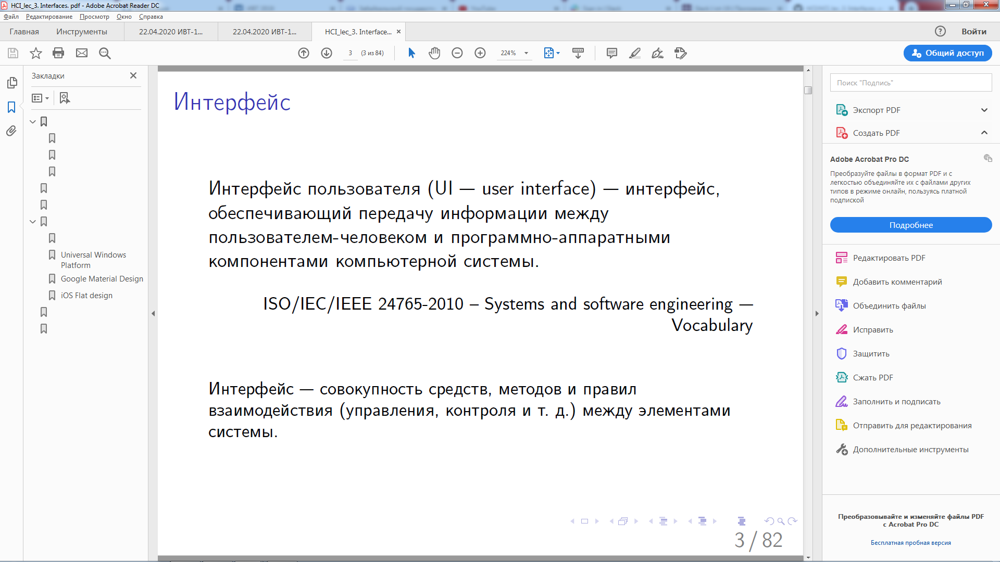 HCI_lec_3. Interfaces. pdf - Adobe Acrobat Reader DC
Файл Редактирование Просмотр Окно Справка
Главная Инструменты 22.04.2020 ИВТ-1... 22.04.2020 ИВТ-1... HCI_lec_3. Interface... Войти
3 (3 из 84) 224% Общий доступ
Закладки
Universal Windows
Platform
Google Material Design
iOS Flat design
Интерфейс
Интерфейс пользователя (UI — user interface) — интерфейс,
обеспечивающий передачу информации между
пользователем-человеком и программно-аппаратными
компонентами компьютерной системы.
ISO/IEC/IEEE 24765-2010 – Systems and software engineering —
Vocabulary
Интерфейс — совокупность средств, методов и правил
взаимодействия (управления, контроля и т. д.) между элементами
системы.
3 / 82
Поиск "Подпись"
Экспорт PDF
Создать PDF
Adobe Acrobat Pro DC
Преобразуйте файлы в формат PDF и с
легкостью объединяйте их с файлами других
типов в режиме онлайн, пользуясь платной
подпиской
Подробнее
Редактировать PDF
Добавить комментарий
Объединить файлы
Исправить
Защитить
Сжать PDF
Заполнить и подписать
Отправить для редактирования
Дополнительные инструменты
Преобразовывайте и изменяйте файлы PDF
с Acrobat Pro DC
Бесплатная пробная версия